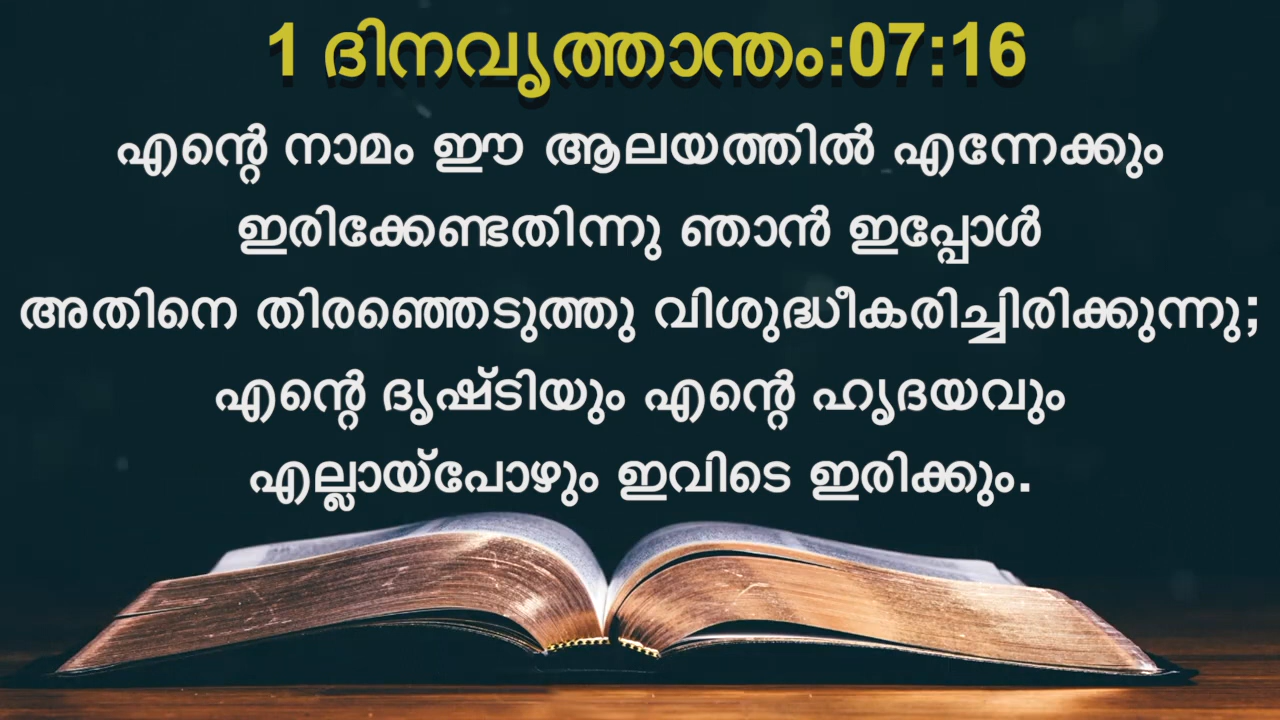 1 ദിനവൃത്താന്തം:07:16
എന്റെ നാമം ഈ ആലയത്തിൽ എന്നേക്കും
ഇരിക്കേണ്ടതിന്നു ഞാൻ ഇപ്പോൾ
അതിനെ തിരഞ്ഞെടുത്തു വിശുദ്ധീകരിച്ചിരിക്കുന്നു;
എന്റെ ദൃഷ്ടിയും എന്റെ ഹൃദയവും
എല്ലായ്പോഴും ഇവിടെ ഇരിക്കും.